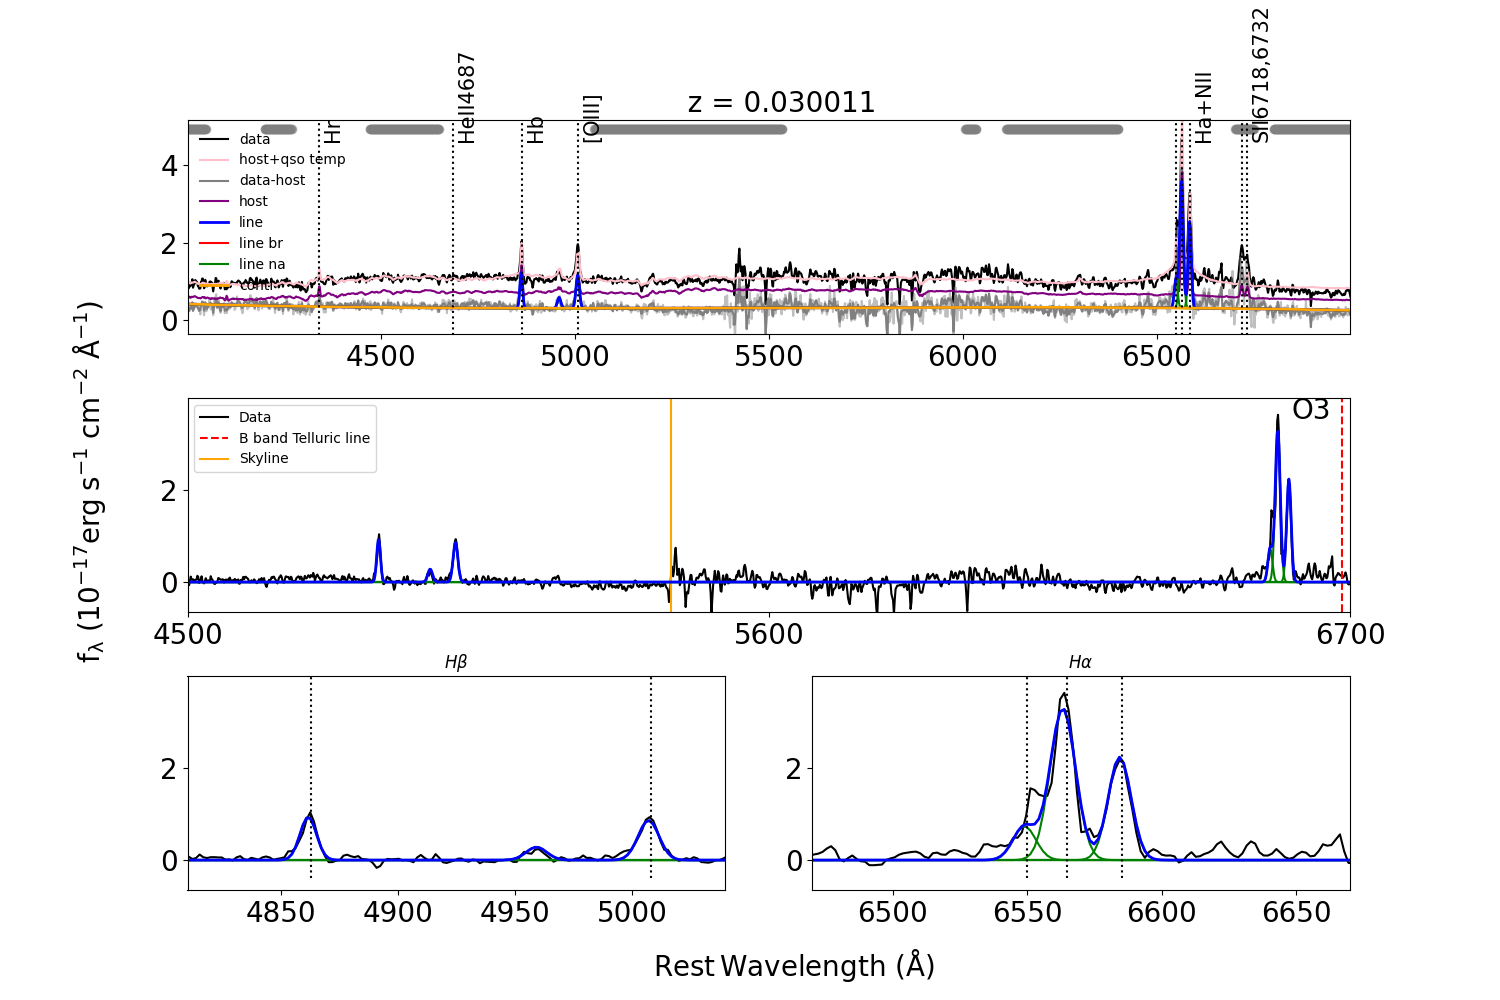 z = 0.030011
Hr
HeII4687
Hb
[OIII]
Ha+NII
SII6718,6732
data
host+qso temp
data-host
host
line
line br
line na
conti
4
2
0
4500 5000 5500 6000 6500
Data
B band Telluric line
Skyline
O3
2
0
4500 5600 6700
fλ (10⁻¹⁷erg s⁻¹ cm⁻² Å⁻¹)
Hβ
2
0
4850 4900 4950 5000
Hα
2
0
6500 6550 6600 6650
Rest Wavelength (Å)